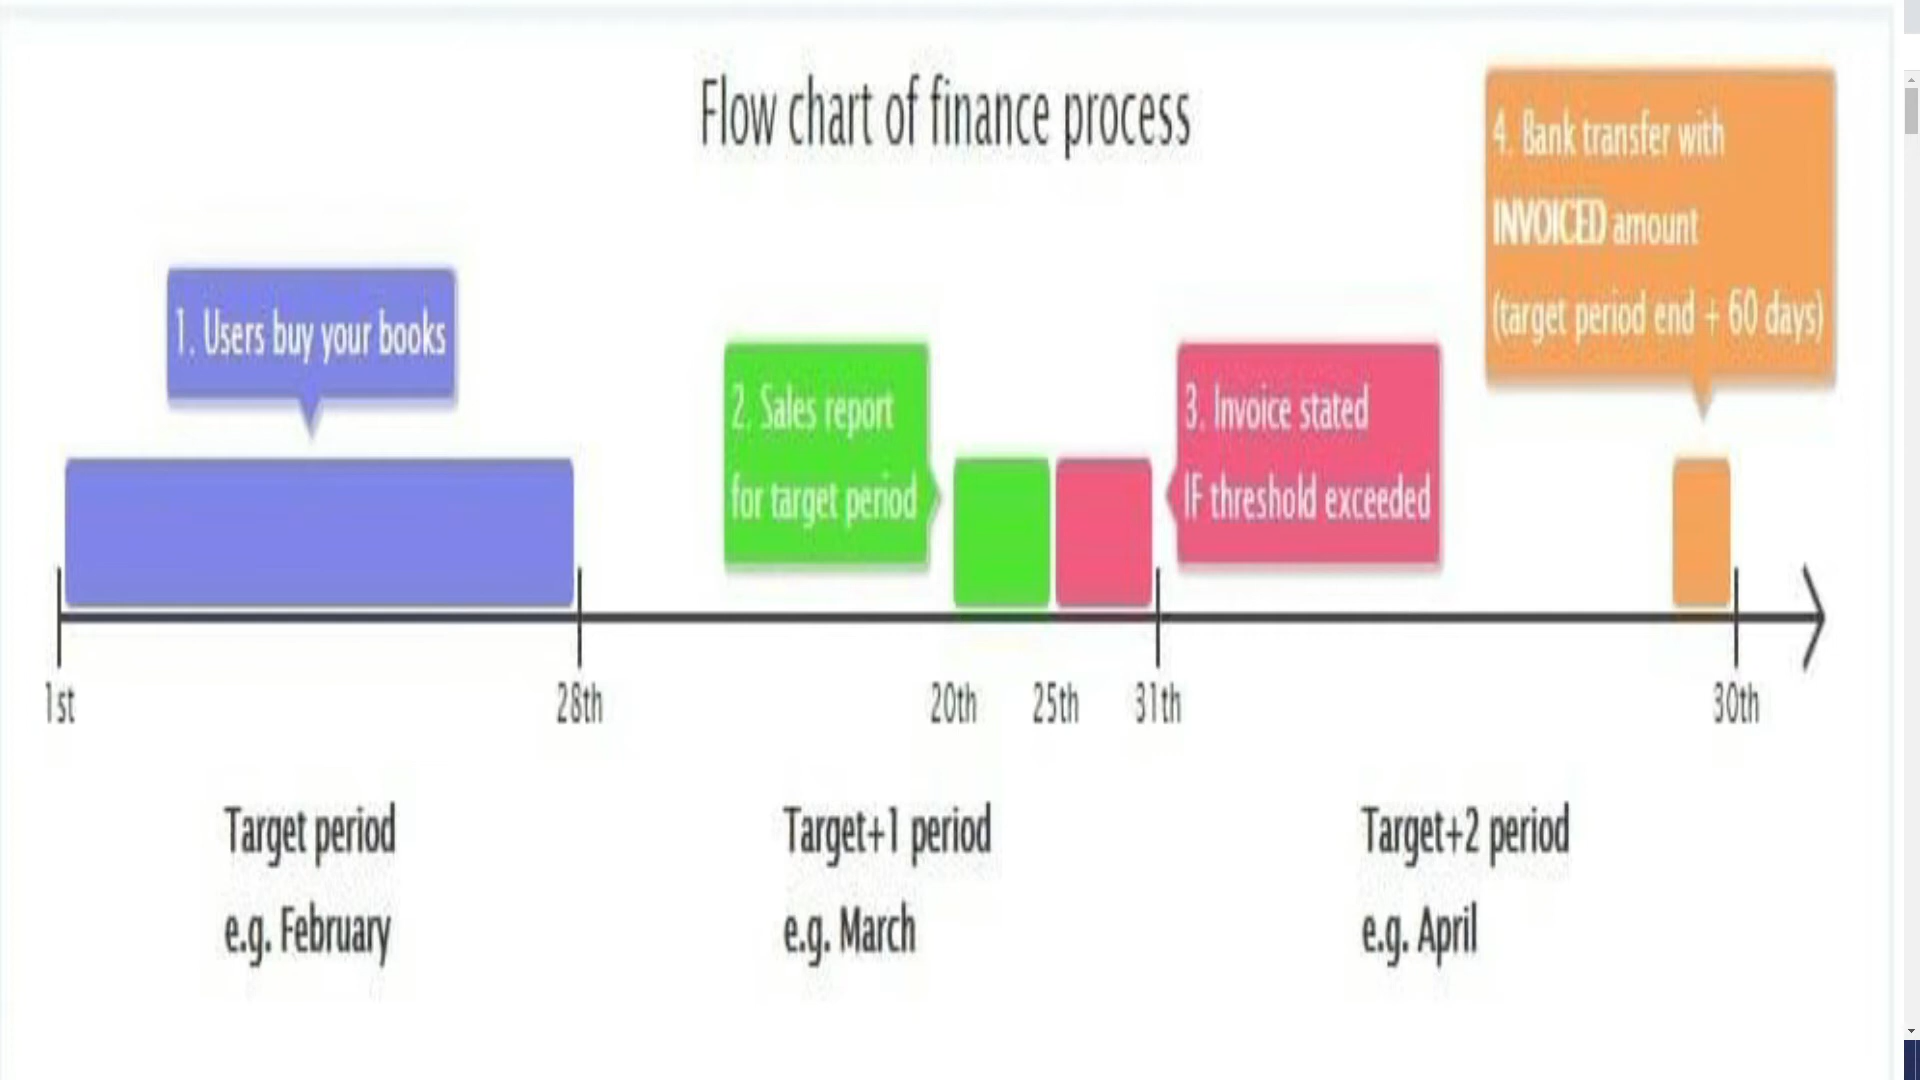 Flow chart of finance process
1. Users buy your books
2. Sales report
for target period
3. Invoice stated
IF threshold exceeded
4. Bank transfer with
INVOICED amount
(target period end + 60 days)
1st
28th
20th
25th
31th
30th
Target period
e.g. February
Target+1 period
e.g. March
Target+2 period
e.g. April